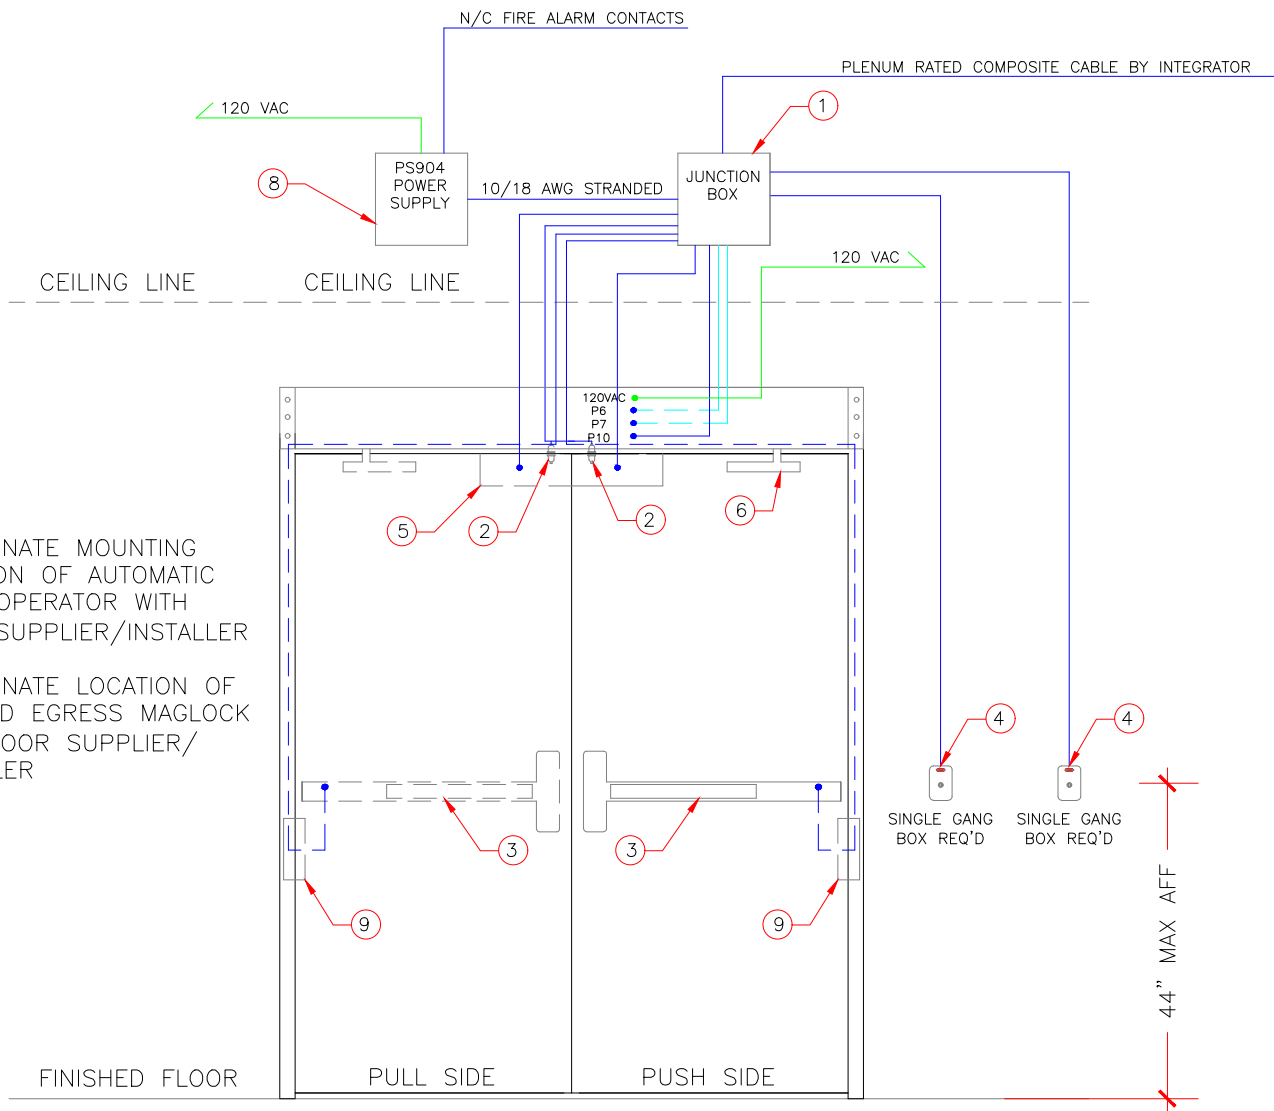 N/C FIRE ALARM CONTACTS
PLENUM RATED COMPOSITE CABLE BY INTEGRATOR
120 VAC
1
PS904
POWER
SUPPLY
8
10/18 AWG STRANDED
JUNCTION
BOX
120 VAC
CEILING LINE
CEILING LINE
120VAC
P6
P7
P10
5
2
2
6
NATE MOUNTING
ON OF AUTOMATIC
OPERATOR WITH
SUPPLIER/INSTALLER
NATE LOCATION OF
D EGRESS MAGLOCK
OOR SUPPLIER/
LER
4
4
SINGLE GANG
BOX REQ'D
SINGLE GANG
BOX REQ'D
3
3
9
9
44" MAX AFF
FINISHED FLOOR
PULL SIDE
PUSH SIDE